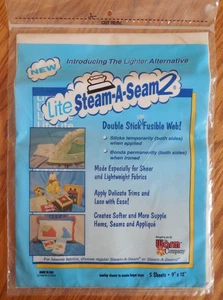 NEW
Introducing The Lighter Alternative
Lite Steam-A-Seam 2
Double Stick Fusible Web!
Sticks temporarily (both sides)
when applied
Bonds permanently (both sides)
when ironed
Made Especially for Sheer
and Lightweight Fabrics
Apply Delicate Trims and
Lace with Ease!
Creates Softer and More Supple
Hems, Seams and Appliqué
The Warm Company
5 Sheets - 9" x 12"